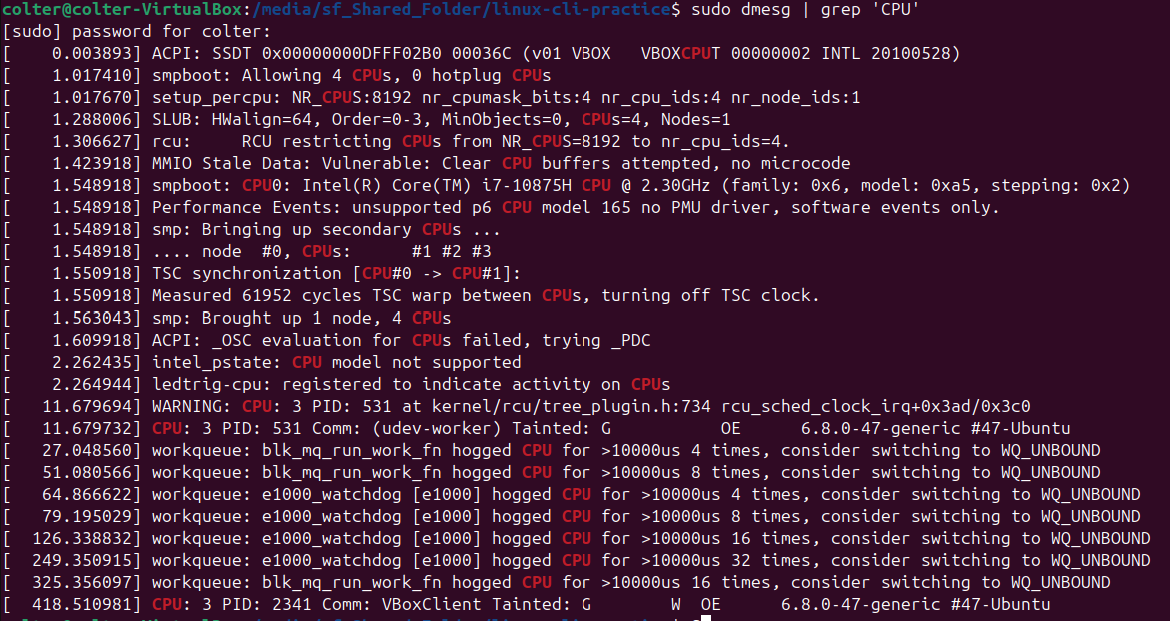 colter@colter-VirtualBox:/media/sf_Shared_Folder/linux-cli-practice$ sudo dmesg | grep 'CPU'
[sudo] password for colter:
[    0.003893] ACPI: SSDT 0x00000000DFFF02B0 00036C (v01 VBOX   VBOXCPUT 00000002 INTL 20100528)
[    1.017410] smpboot: Allowing 4 CPUs, 0 hotplug CPUs
[    1.017670] setup_percpu: NR_CPUS:8192 nr_cpumask_bits:4 nr_cpu_ids:4 nr_node_ids:1
[    1.288006] SLUB: HWalign=64, Order=0-3, MinObjects=0, CPUs=4, Nodes=1
[    1.306627] rcu:     RCU restricting CPUs from NR_CPUS=8192 to nr_cpu_ids=4.
[    1.423918] MMIO Stale Data: Vulnerable: Clear CPU buffers attempted, no microcode
[    1.548918] smpboot: CPU0: Intel(R) Core(TM) i7-10875H CPU @ 2.30GHz (family: 0x6, model: 0xa5, stepping: 0x2)
[    1.548918] Performance Events: unsupported p6 CPU model 165 no PMU driver, software events only.
[    1.548918] smp: Bringing up secondary CPUs ...
[    1.548918] .... node  #0, CPUs:      #1 #2 #3
[    1.550918] TSC synchronization [CPU#0 -> CPU#1]:
[    1.550918] Measured 61952 cycles TSC warp between CPUs, turning off TSC clock.
[    1.563043] smp: Brought up 1 node, 4 CPUs
[    1.609918] ACPI: _OSC evaluation for CPUs failed, trying _PDC
[    2.262435] intel_pstate: CPU model not supported
[    2.264944] ledtrig-cpu: registered to indicate activity on CPUs
[   11.679694] WARNING: CPU: 3 PID: 531 at kernel/rcu/tree_plugin.h:734 rcu_sched_clock_irq+0x3ad/0x3c0
[   11.679732] CPU: 3 PID: 531 Comm: (udev-worker) Tainted: G           OE      6.8.0-47-generic #47-Ubuntu
[   27.048560] workqueue: blk_mq_run_work_fn hogged CPU for >10000us 4 times, consider switching to WQ_UNBOUND
[   51.080566] workqueue: blk_mq_run_work_fn hogged CPU for >10000us 8 times, consider switching to WQ_UNBOUND
[   64.866622] workqueue: e1000_watchdog [e1000] hogged CPU for >10000us 4 times, consider switching to WQ_UNBOUND
[   79.195029] workqueue: e1000_watchdog [e1000] hogged CPU for >10000us 8 times, consider switching to WQ_UNBOUND
[  126.338832] workqueue: e1000_watchdog [e1000] hogged CPU for >10000us 16 times, consider switching to WQ_UNBOUND
[  249.350915] workqueue: e1000_watchdog [e1000] hogged CPU for >10000us 32 times, consider switching to WQ_UNBOUND
[  325.356097] workqueue: blk_mq_run_work_fn hogged CPU for >10000us 16 times, consider switching to WQ_UNBOUND
[  418.510981] CPU: 3 PID: 2341 Comm: VBoxClient Tainted: G        W  OE      6.8.0-47-generic #47-Ubuntu